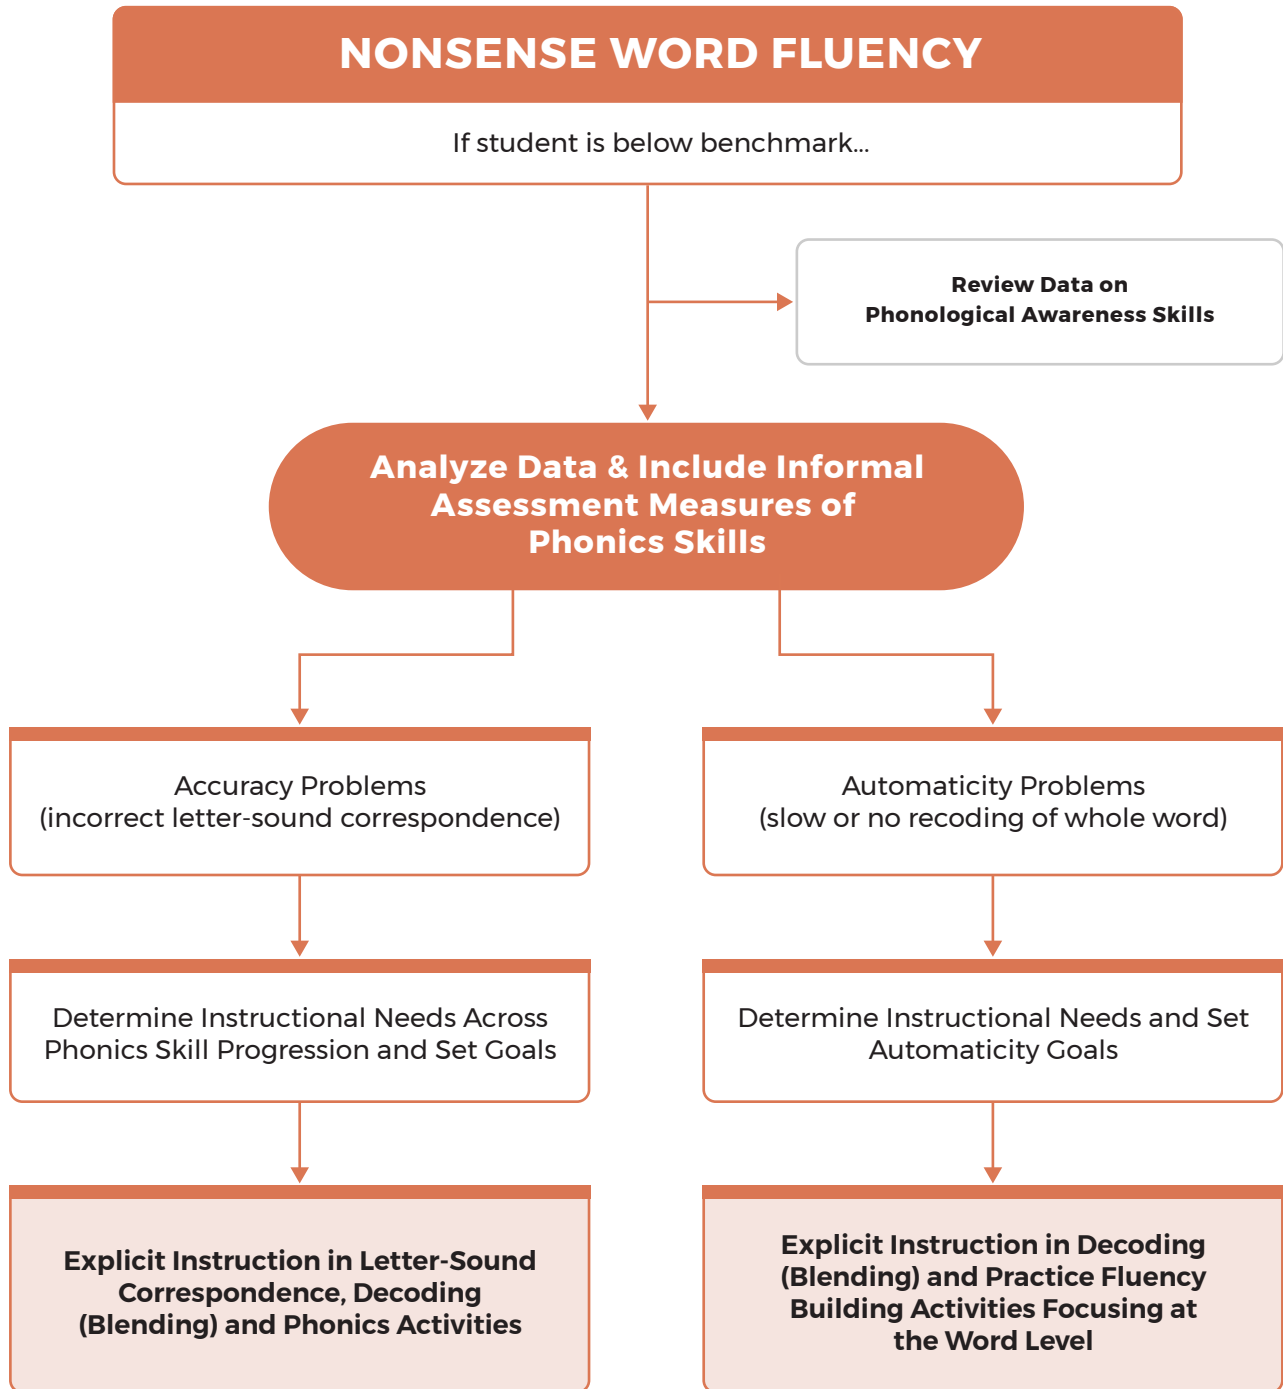 NONSENSE WORD FLUENCY
If student is below benchmark...
Review Data on
Phonological Awareness Skills
Analyze Data & Include Informal
Assessment Measures of
Phonics Skills
Accuracy Problems
(incorrect letter-sound correspondence)
Automaticity Problems
(slow or no recoding of whole word)
Determine Instructional Needs Across
Phonics Skill Progression and Set Goals
Determine Instructional Needs and Set
Automaticity Goals
Explicit Instruction in Letter-Sound
Correspondence, Decoding
(Blending) and Phonics Activities
Explicit Instruction in Decoding
(Blending) and Practice Fluency
Building Activities Focusing at
the Word Level